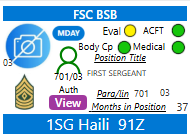 FSC BSB
MDAY Eval ACFT
Body Cp Medical
03 Position Title
701/03 FIRST SERGEANT
Auth Para/lin 701 03
View Months in Position 37
1SG Haili 91Z